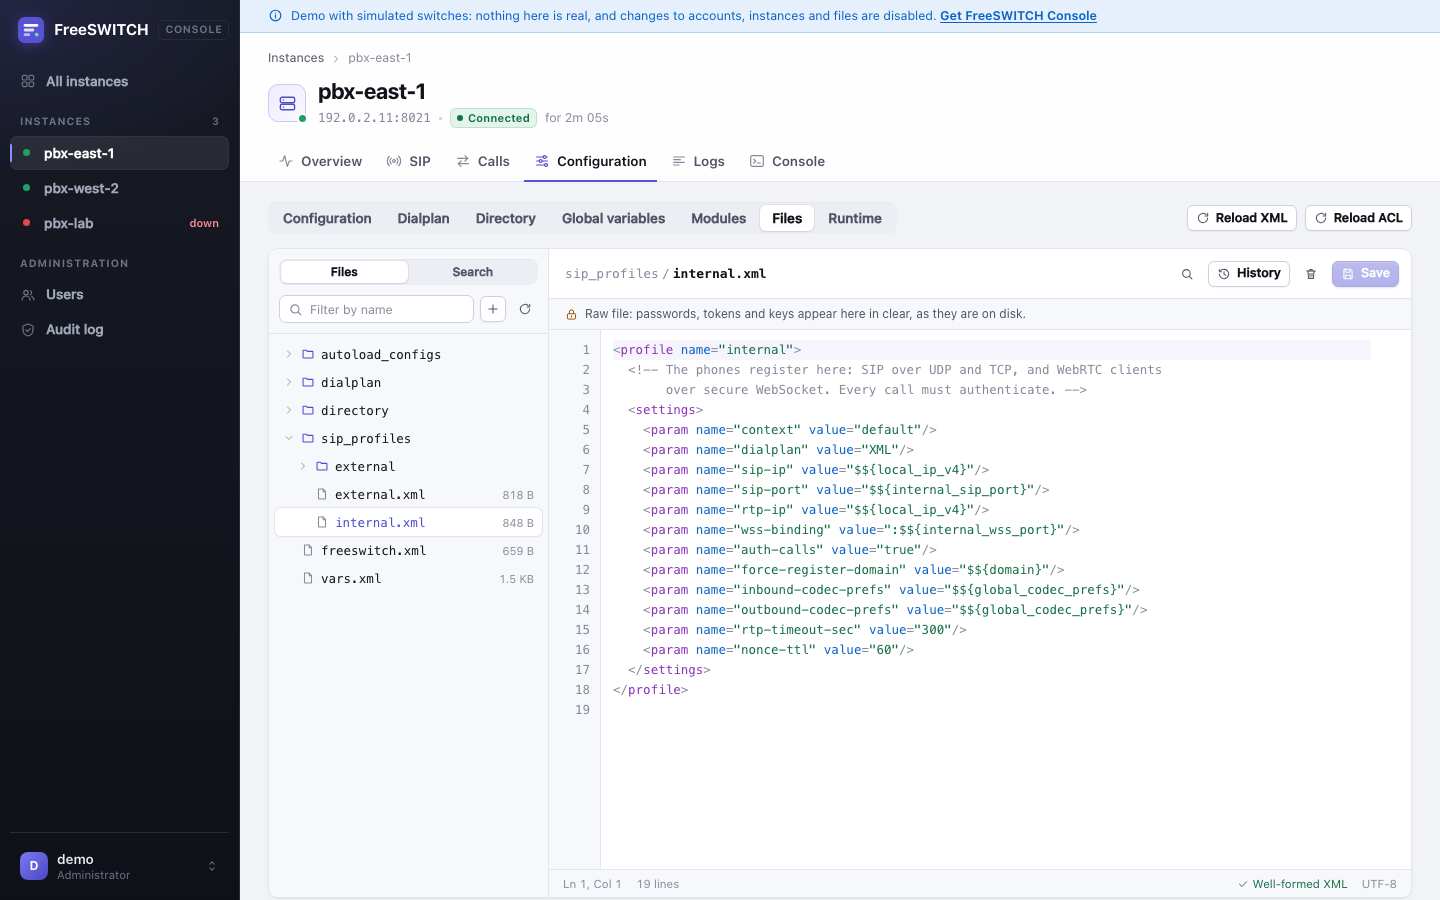 FreeSWITCH CONSOLE
All instances
INSTANCES 3
pbx-east-1
pbx-west-2
pbx-lab down
ADMINISTRATION
Users
Audit log
D demo
Administrator
Demo with simulated switches: nothing here is real, and changes to accounts, instances and files are disabled. Get FreeSWITCH Console
Instances pbx-east-1
pbx-east-1
192.0.2.11:8021 Connected for 2m 05s
Overview SIP Calls Configuration Logs Console
Configuration Dialplan Directory Global variables Modules Files Runtime Reload XML Reload ACL
Files Search
Filter by name
autoload_configs
dialplan
directory
sip_profiles
external
external.xml 818 B
internal.xml 848 B
freeswitch.xml 659 B
vars.xml 1.5 KB
sip_profiles / internal.xml History Save
Raw file: passwords, tokens and keys appear here in clear, as they are on disk.
1 <profile name="internal">
2 <!-- The phones register here: SIP over UDP and TCP, and WebRTC clients
3 over secure WebSocket. Every call must authenticate. -->
4 <settings>
5 <param name="context" value="default"/>
6 <param name="dialplan" value="XML"/>
7 <param name="sip-ip" value="$${local_ip_v4}"/>
8 <param name="sip-port" value="$${internal_sip_port}"/>
9 <param name="rtp-ip" value="$${local_ip_v4}"/>
10 <param name="wss-binding" value=":$${internal_wss_port}"/>
11 <param name="auth-calls" value="true"/>
12 <param name="force-register-domain" value="$${domain}"/>
13 <param name="inbound-codec-prefs" value="$${global_codec_prefs}"/>
14 <param name="outbound-codec-prefs" value="$${global_codec_prefs}"/>
15 <param name="rtp-timeout-sec" value="300"/>
16 <param name="nonce-ttl" value="60"/>
17 </settings>
18 </profile>
19
Ln 1, Col 1 19 lines Well-formed XML UTF-8